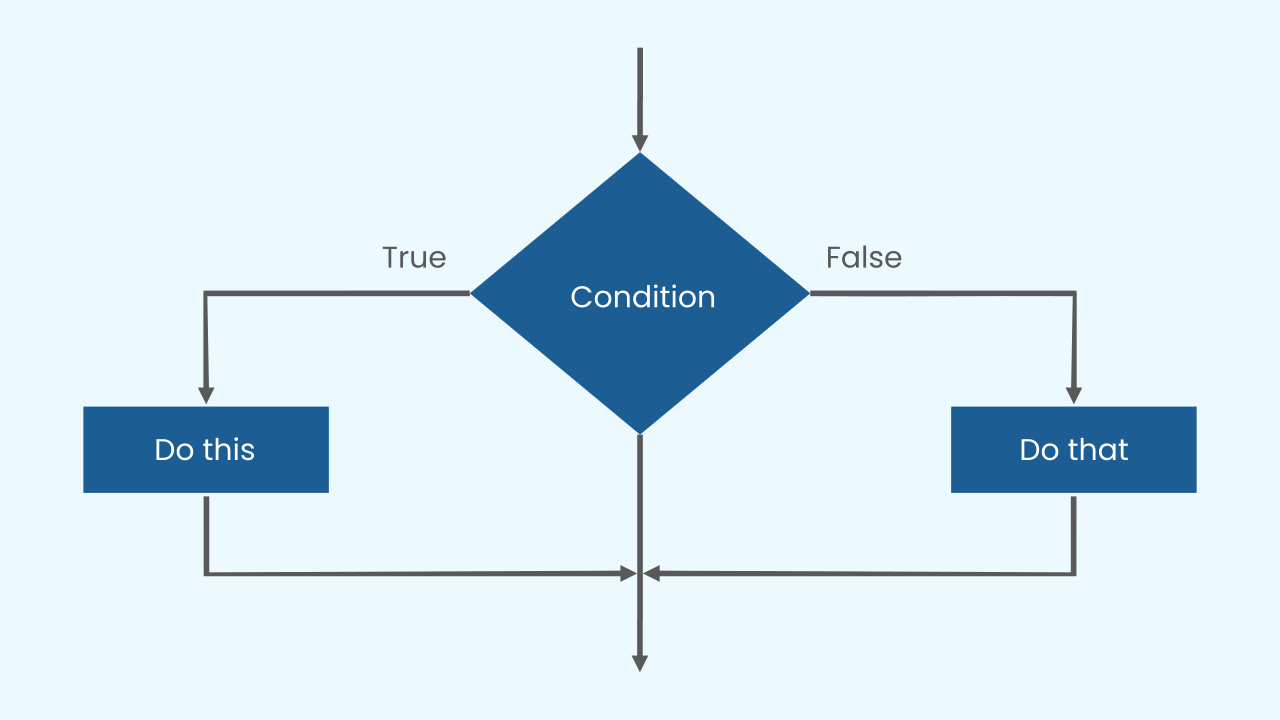 True
False
Condition
Do this
Do that